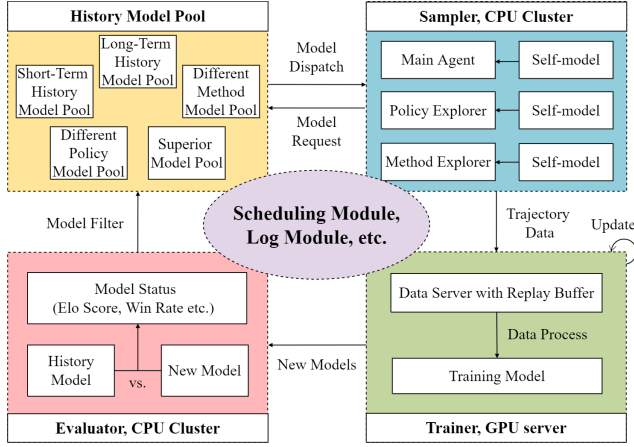 History Model Pool
Long-Term
History
Model Pool
Short-Term
History
Model Pool
Different
Method
Model Pool
Different
Policy
Model Pool
Superior
Model Pool
Model
Dispatch
Model
Request
Sampler, CPU Cluster
Main Agent
Self-model
Policy Explorer
Self-model
Method Explorer
Self-model
Scheduling Module,
Log Module, etc.
Model Filter
Trajectory
Data
Update
Model Status
(Elo Score, Win Rate etc.)
History
Model
vs.
New Model
Evaluator, CPU Cluster
New Models
Data Server with Replay Buffer
Data Process
Training Model
Trainer, GPU server